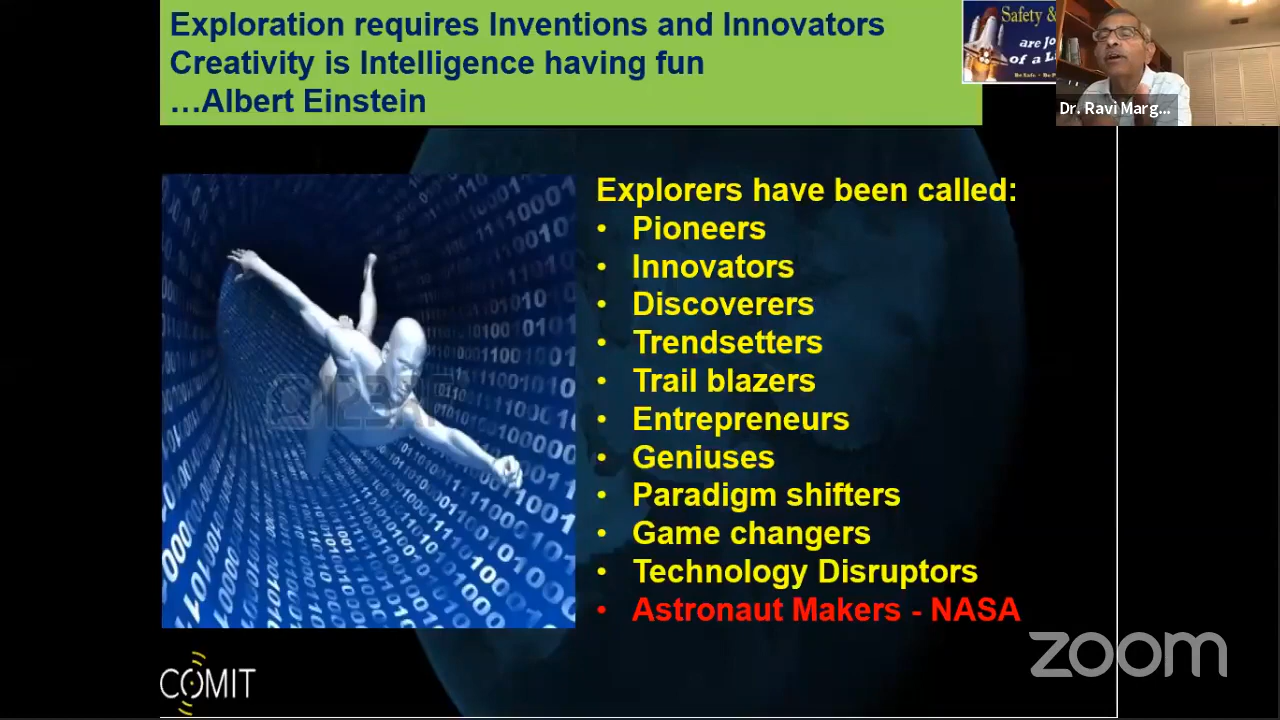 Exploration requires Inventions and Innovators
Creativity is Intelligence having fun
…Albert Einstein
Safety &
are Jo
of a L
Dr. Ravi Marg...
Explorers have been called:
• Pioneers
• Innovators
• Discoverers
• Trendsetters
• Trail blazers
• Entrepreneurs
• Geniuses
• Paradigm shifters
• Game changers
• Technology Disruptors
• Astronaut Makers - NASA
COMIT
zoom